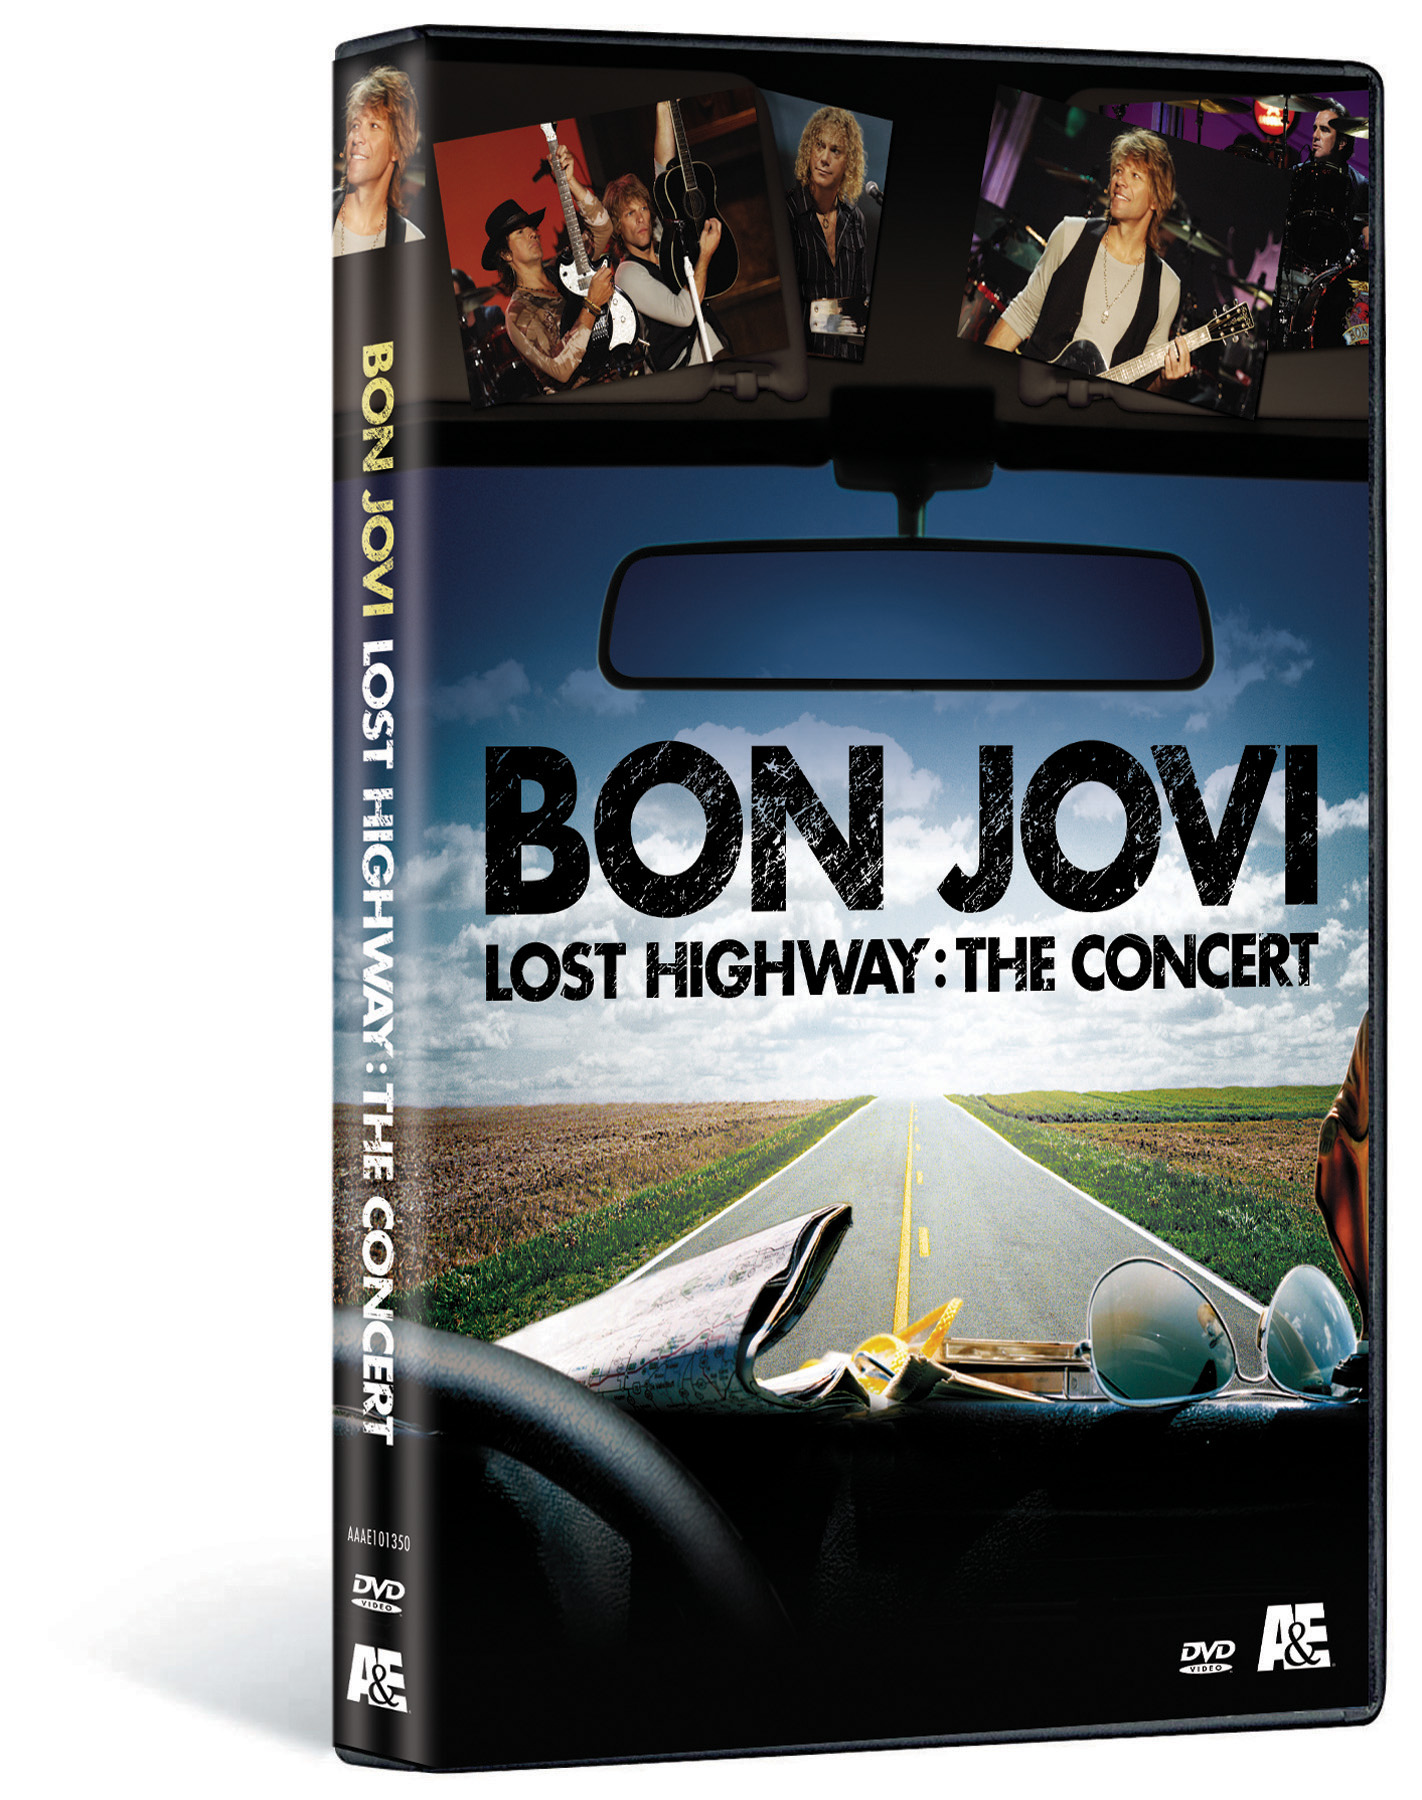 BON JOVI LOST HIGHWAY: THE CONCERT
AAAE101350
DVD
VIDEO
A&E
BON JOVI
LOST HIGHWAY: THE CONCERT
DVD
VIDEO
A&E